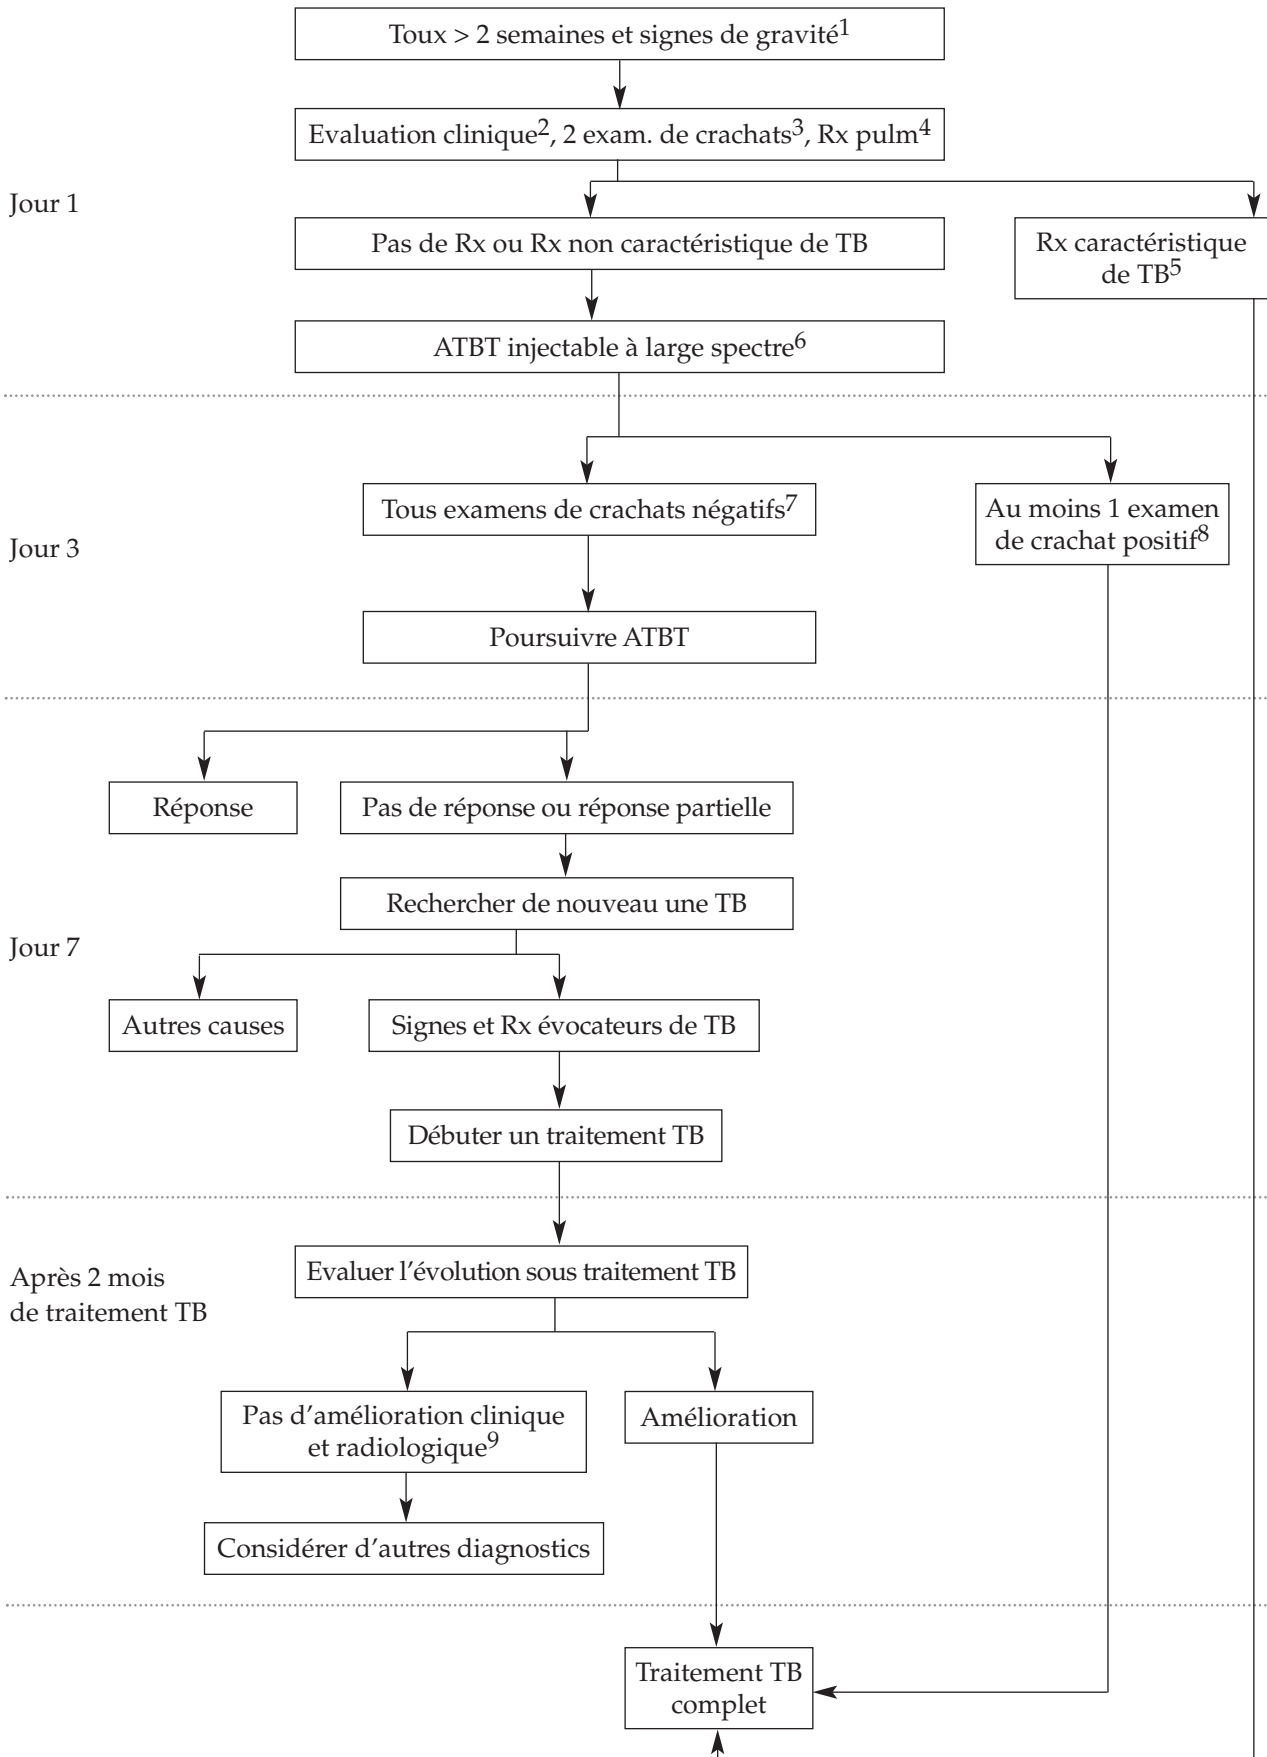 Toux > 2 semaines et signes de gravité1
Evaluation clinique2, 2 exam. de crachats3, Rx pulm4
Jour 1
Pas de Rx ou Rx non caractéristique de TB
Rx caractéristique
de TB5
ATBT injectable à large spectre6
Tous examens de crachats négatifs7
Au moins 1 examen
de crachat positif8
Jour 3
Poursuivre ATBT
Réponse
Pas de réponse ou réponse partielle
Rechercher de nouveau une TB
Jour 7
Autres causes
Signes et Rx évocateurs de TB
Débuter un traitement TB
Evaluer l'évolution sous traitement TB
Après 2 mois
de traitement TB
Pas d'amélioration clinique
et radiologique9
Amélioration
Considérer d'autres diagnostics
Traitement TB
complet